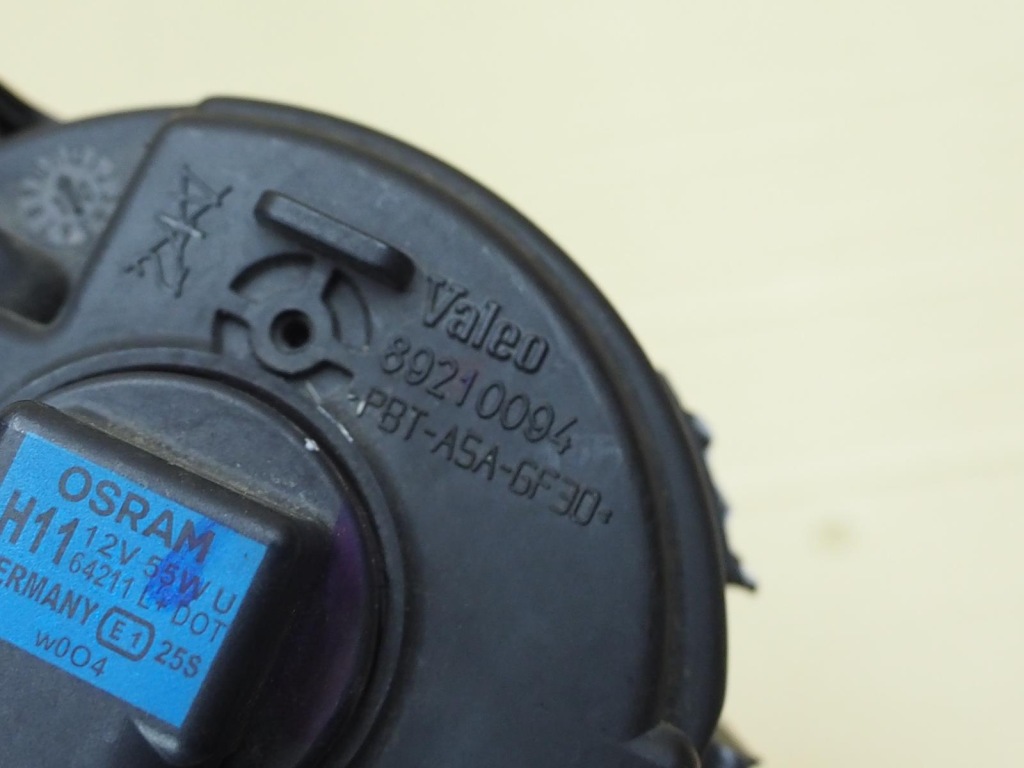 Valeo
89210094
PBT-ASA-GF30
OSRAM
H11 12V 55W U
64211 L+ DOT
ERMANY E1 25S
w0O4